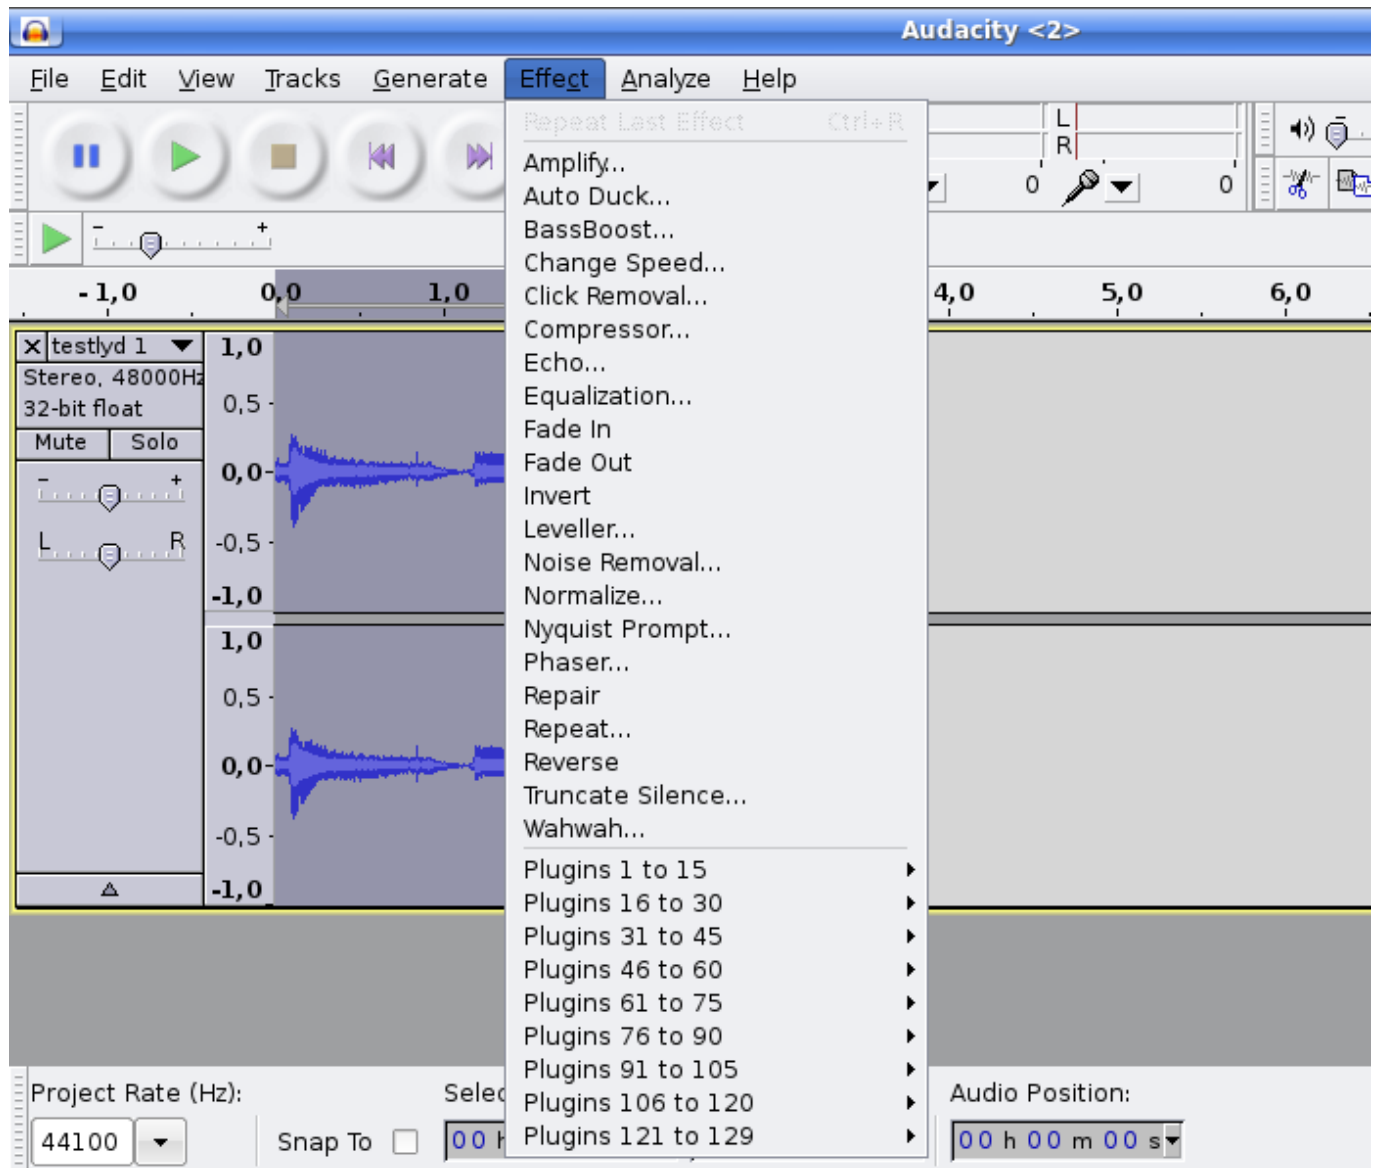 Audacity <2>
File Edit View Tracks Generate Effect Analyze Help
Repeat Last Effect Ctrl+R
Amplify...
Auto Duck...
BassBoost...
Change Speed...
Click Removal...
Compressor...
Echo...
Equalization...
Fade In
Fade Out
Invert
Leveller...
Noise Removal...
Normalize...
Nyquist Prompt...
Phaser...
Repair
Repeat...
Reverse
Truncate Silence...
Wahwah...
Plugins 1 to 15
Plugins 16 to 30
Plugins 31 to 45
Plugins 46 to 60
Plugins 61 to 75
Plugins 76 to 90
Plugins 91 to 105
Plugins 106 to 120
Plugins 121 to 129
L
R
0 0
- +
-1,0 0,0 1,0 4,0 5,0 6,0
x testlyd 1
Stereo, 48000Hz
32-bit float
Mute Solo
- +
L R
1,0
0,5
0,0
-0,5
-1,0
1,0
0,5
0,0
-0,5
-1,0
Project Rate (Hz):
44100
Snap To
00
Audio Position:
00 h 00 m 00 s